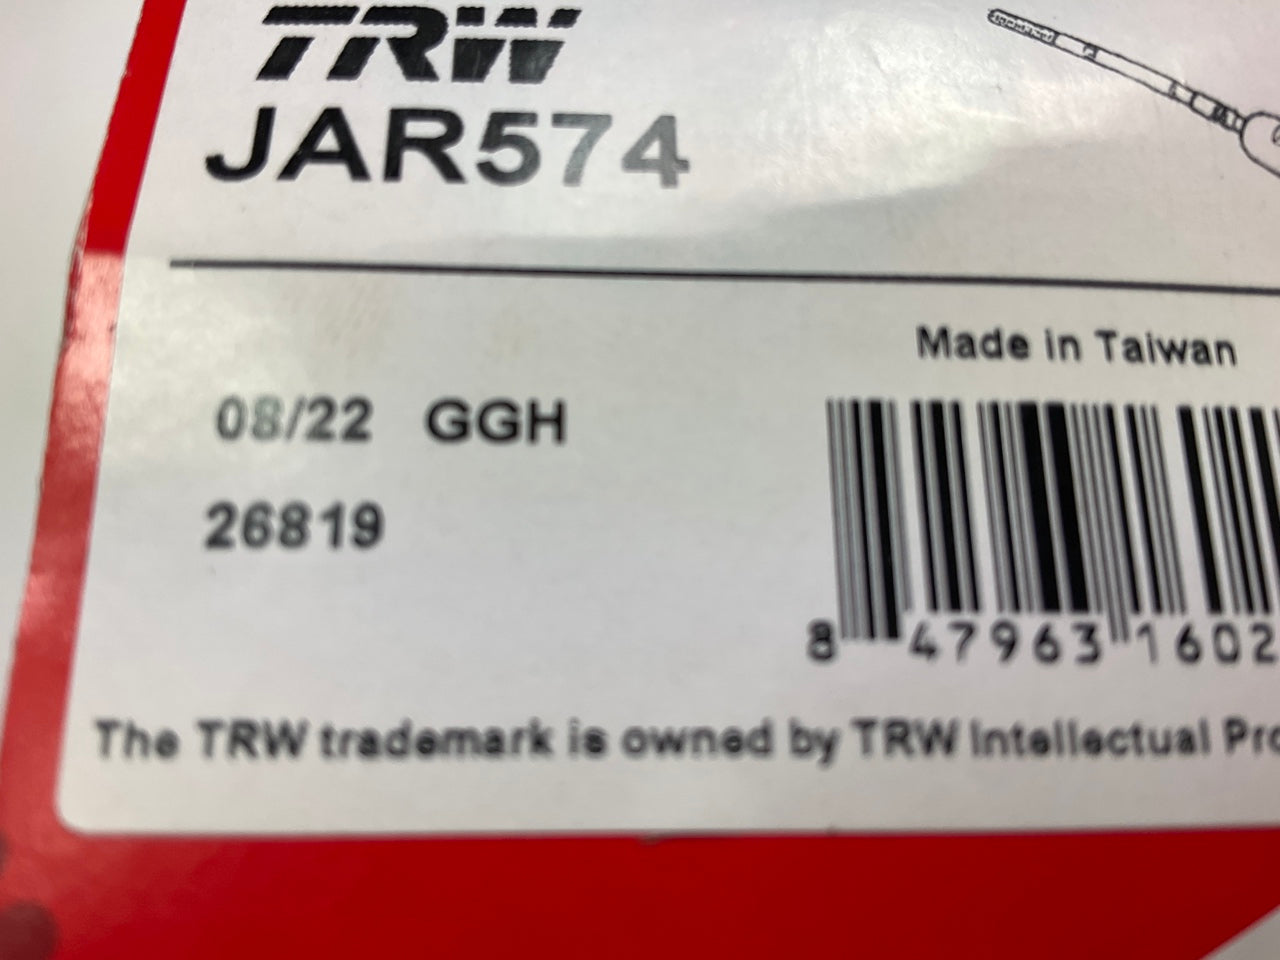 TRW
JAR574
Made in Taiwan
08/22 GGH
26819
8 47963 1602
The TRW trademark is owned by TRW Intellectual Pro